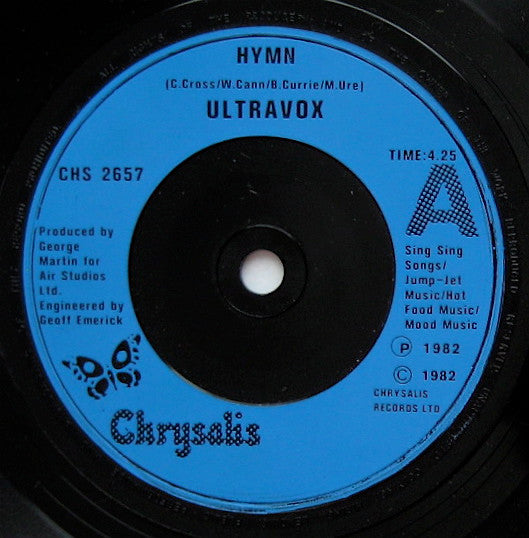 HYMN
(C.Cross/W.Cann/B.Currie/M.Ure)
ULTRAVOX
TIME:4.25
CHS 2657
A
Produced by
George
Martin for
Air Studios
Ltd.
Engineered by
Geoff Emerick
Sing Sing
Songs/
Jump-Jet
Music/Hot
Food Music/
Mood Music
Ⓟ 1982
© 1982
CHRYSALIS
RECORDS LTD
Chrysalis